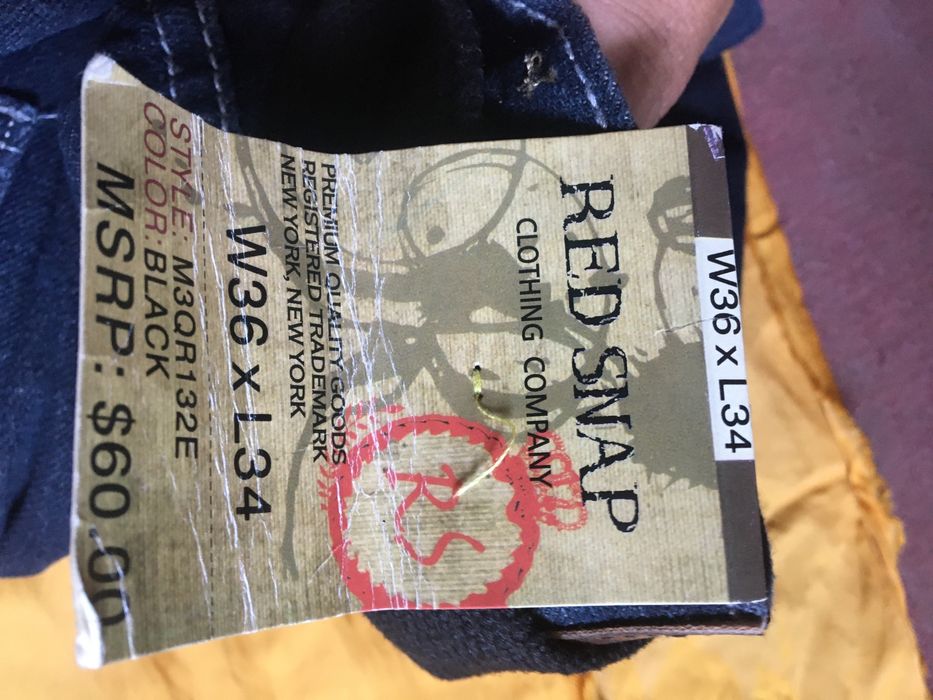 W36 x L34
RED SNAP
CLOTHING COMPANY
RS
PREMIUM QUALITY GOODS
REGISTERED TRADEMARK
NEW YORK, NEW YORK
W36 x L34
STYLE: M3QR132E
COLOR: BLACK
MSRP: $60.00